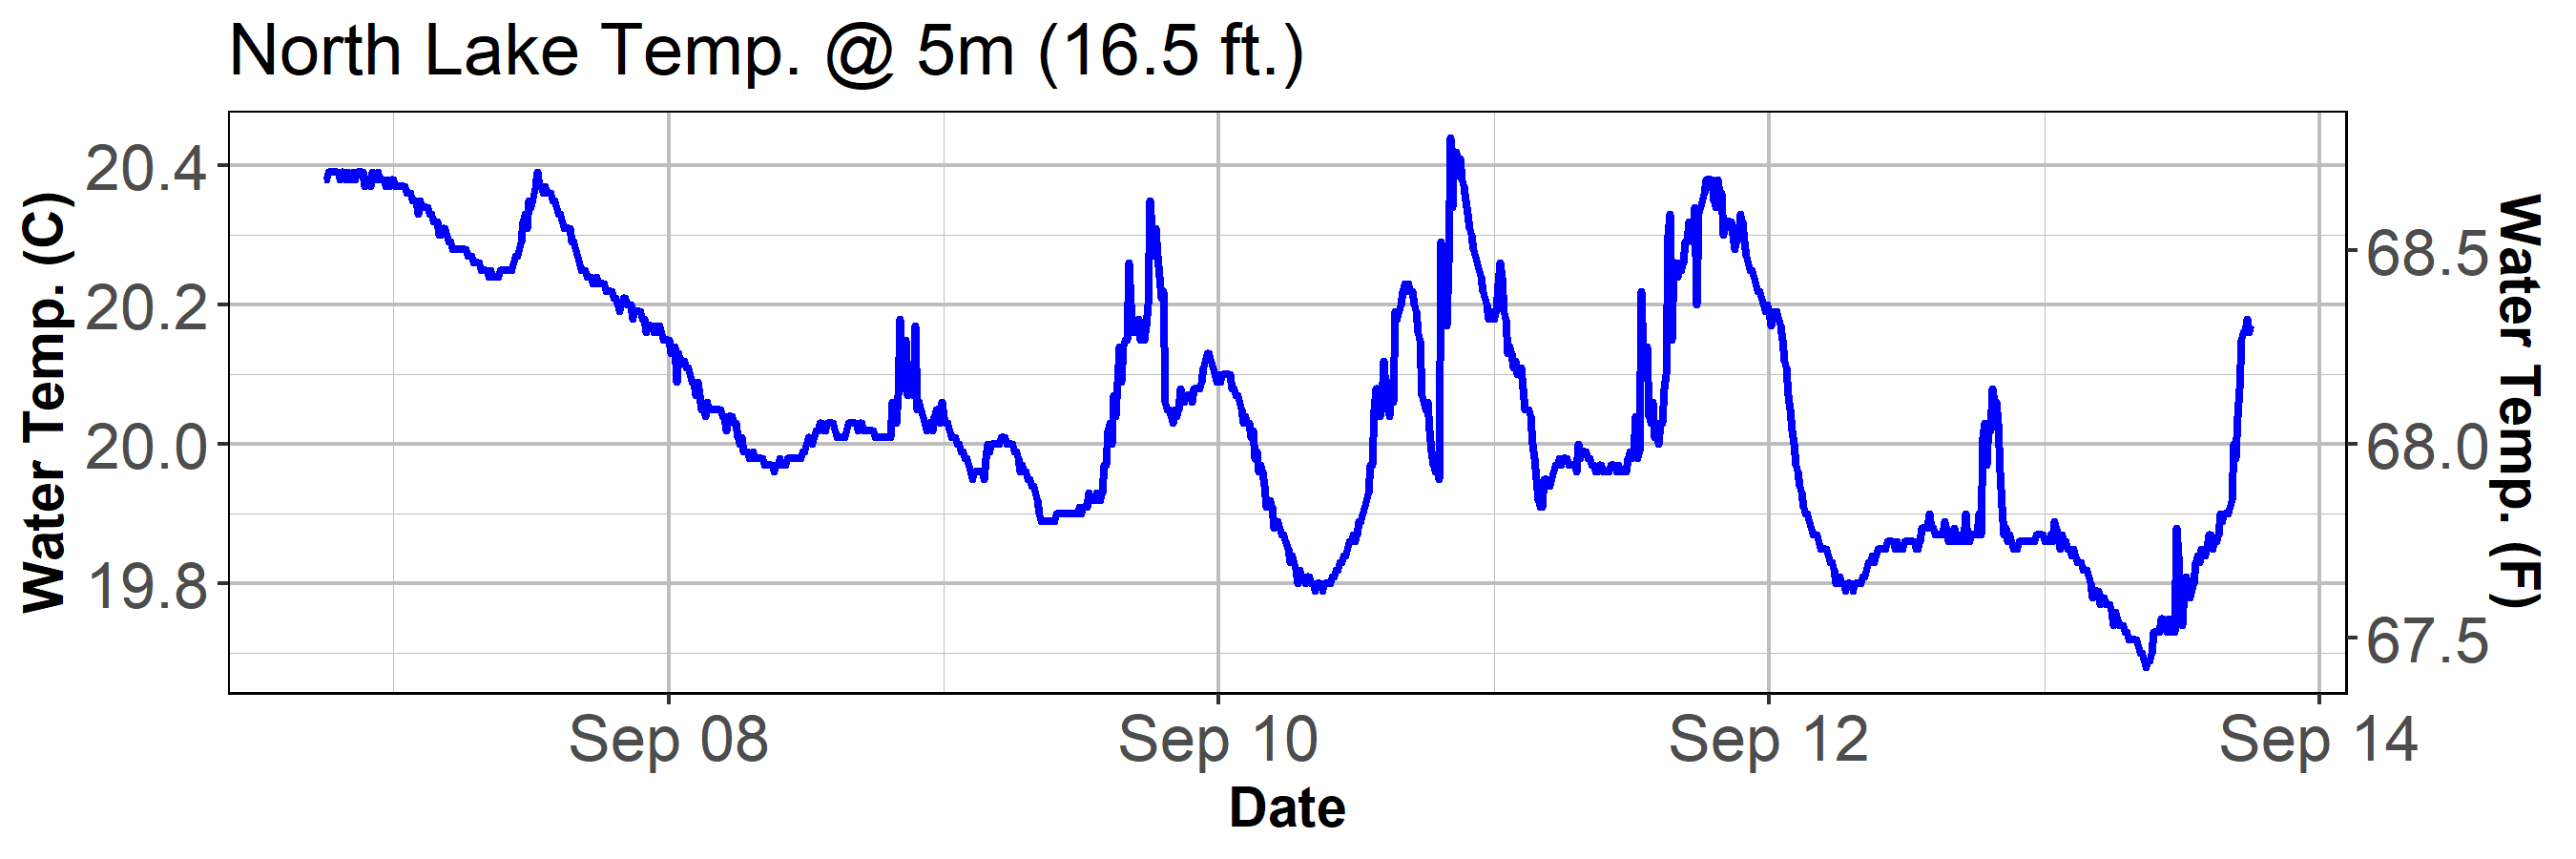 North Lake Temp. @ 5m (16.5 ft.)
Water Temp. (C)
20.4
20.2
20.0
19.8
Water Temp. (F)
68.5
68.0
67.5
Sep 08 Sep 10 Sep 12 Sep 14
Date